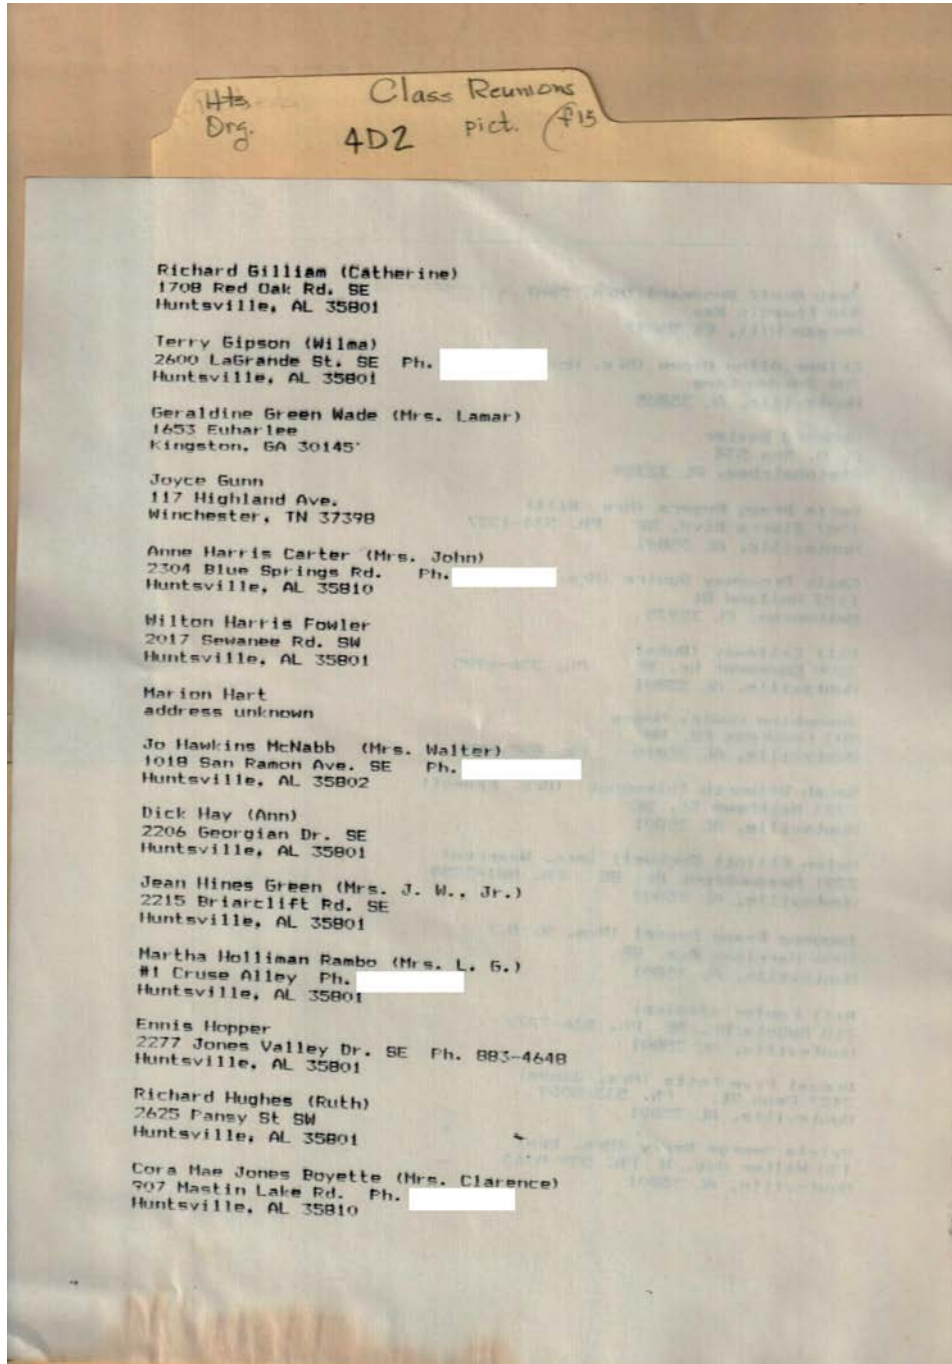 Hts. Class Reunions
Org. 4D2 pict. f15
Richard Gilliam (Catherine)
1708 Red Oak Rd. SE
Huntsville, AL 35801
Terry Gipson (Wilma)
2600 LaGrande St. SE Ph.
Huntsville, AL 35801
Geraldine Green Wade (Mrs. Lamar)
1653 Euharlee
Kingston, GA 30145
Joyce Gunn
117 Highland Ave.
Winchester, TN 37398
Anne Harris Carter (Mrs. John)
2304 Blue Springs Rd. Ph.
Huntsville, AL 35810
Wilton Harris Fowler
2017 Sewanee Rd. SW
Huntsville, AL 35801
Marion Hart
address unknown
Jo Hawkins McNabb (Mrs. Walter)
1018 San Ramon Ave. SE Ph.
Huntsville, AL 35802
Dick Hay (Ann)
2206 Georgian Dr. SE
Huntsville, AL 35801
Jean Hines Green (Mrs. J. W., Jr.)
2215 Briarclift Rd. SE
Huntsville, AL 35801
Martha Holliman Rambo (Mrs. L. G.)
#1 Cruse Alley Ph.
Huntsville, AL 35801
Ennis Hopper
2277 Jones Valley Dr. SE Ph. 883-4648
Huntsville, AL 35801
Richard Hughes (Ruth)
2625 Pansy St SW
Huntsville, AL 35801
Cora Mae Jones Boyette (Mrs. Clarence)
907 Mastin Lake Rd. Ph.
Huntsville, AL 35810